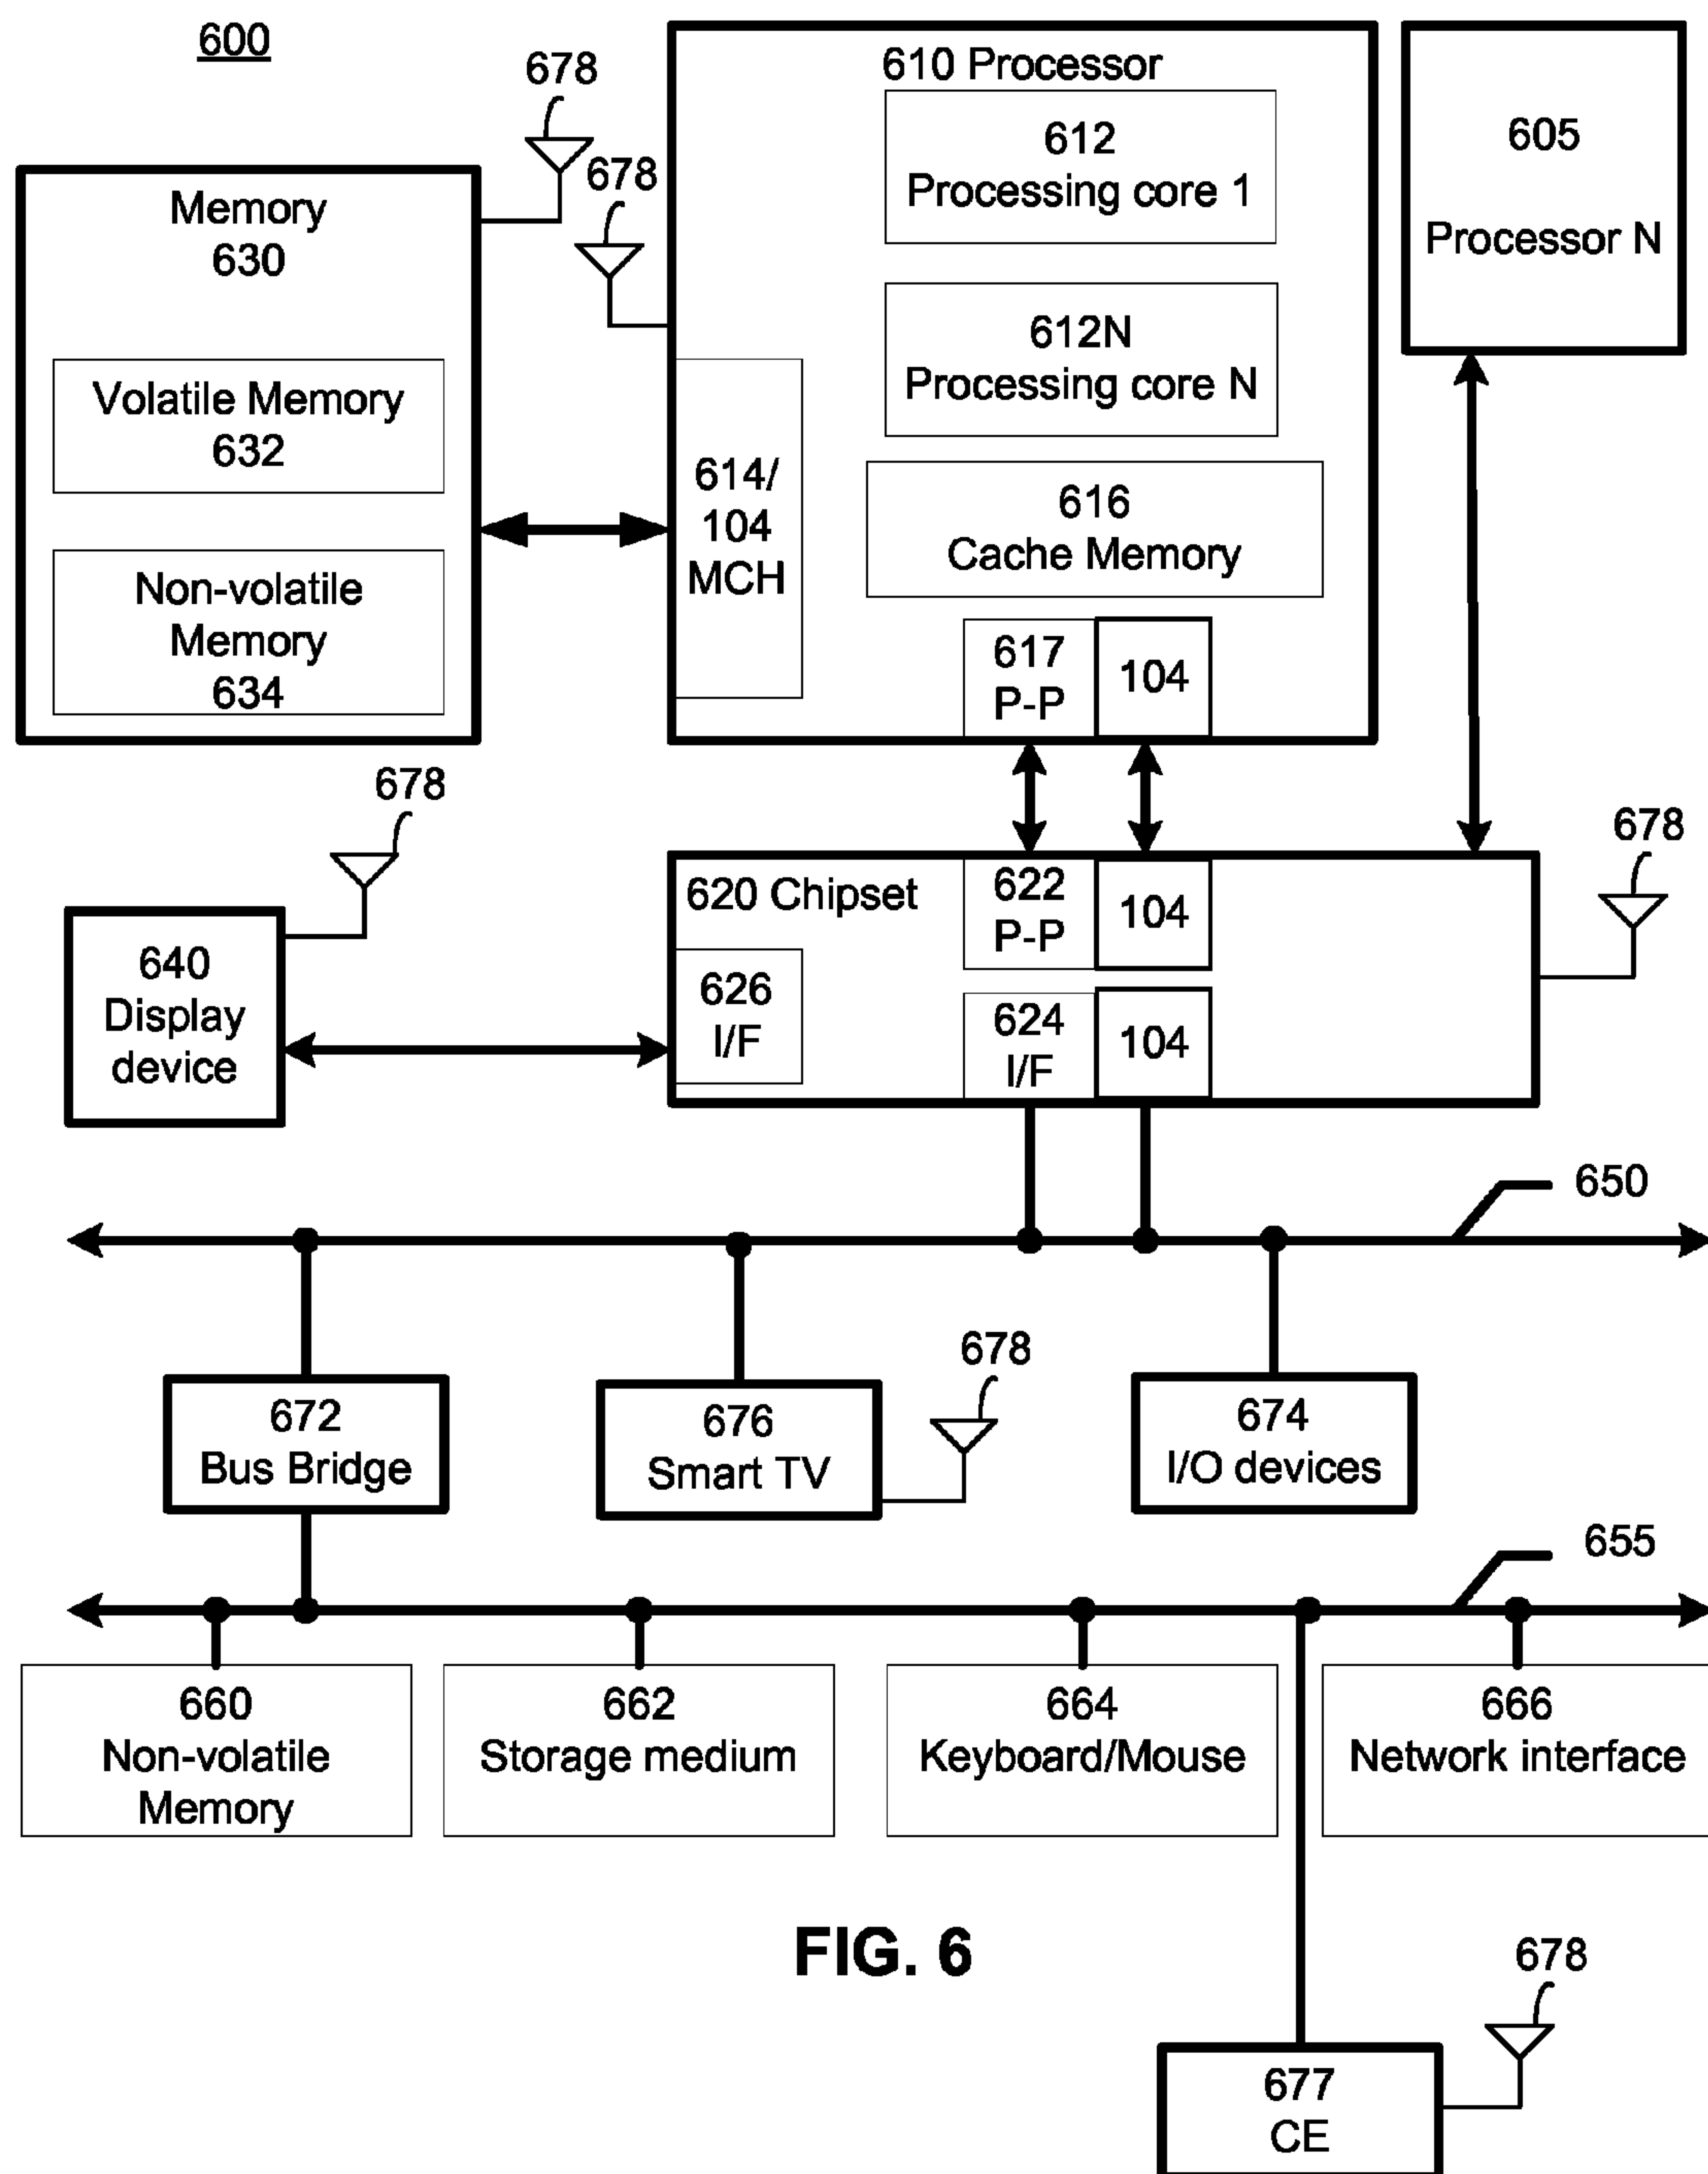 600
678
678
Memory
630
Volatile Memory
632
Non-volatile
Memory
634
610 Processor
612
Processing core 1
612N
Processing core N
614/
104
MCH
616
Cache Memory
617
P-P
104
605
Processor N
678
640
Display
device
620 Chipset
622
P-P
104
626
I/F
624
I/F
104
678
650
672
Bus Bridge
676
Smart TV
678
674
I/O devices
655
660
Non-volatile
Memory
662
Storage medium
664
Keyboard/Mouse
666
Network interface
FIG. 6
678
677
CE